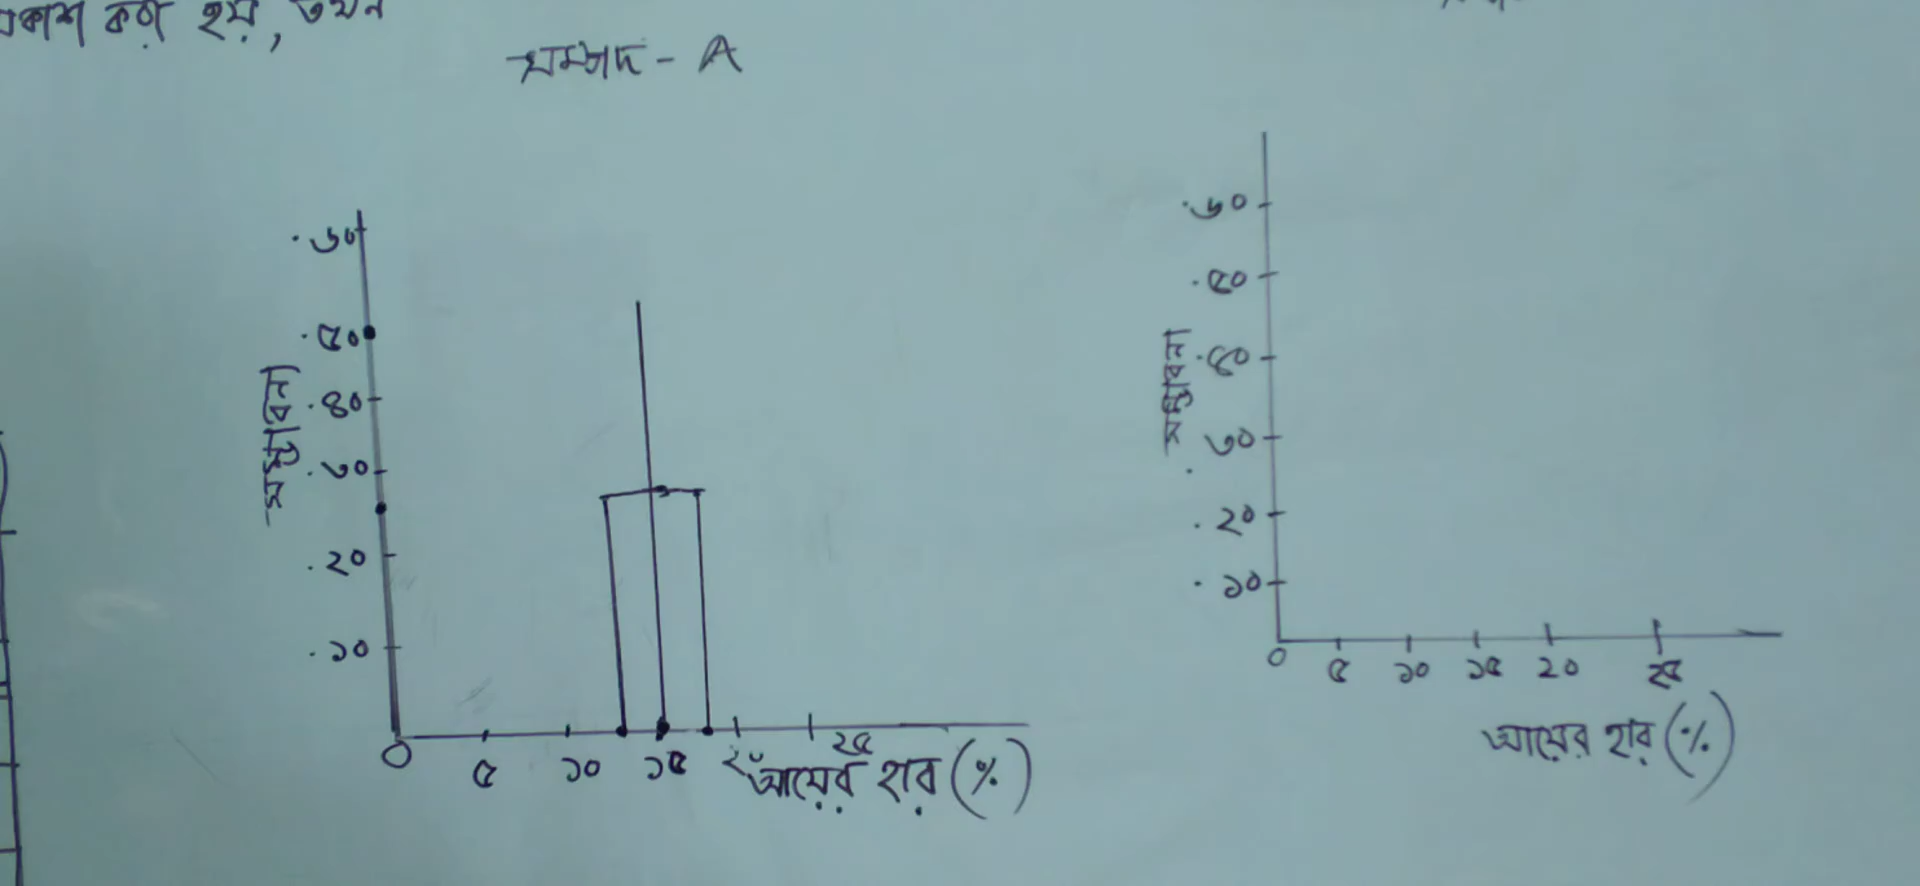 প্রকাশ করা হয়, তখন
সম্পদ - A
সম্ভাবনা
.৬০
.৫০
.৪০
.৩০
.২০
.১০
০ ৫ ১০ ১৫ ২০ ২৫
আয়ের হার (%)
সম্ভাবনা
.৬০
.৫০
.৪০
.৩০
.২০
.১০
০ ৫ ১০ ১৫ ২০ ২৫
আয়ের হার (%)